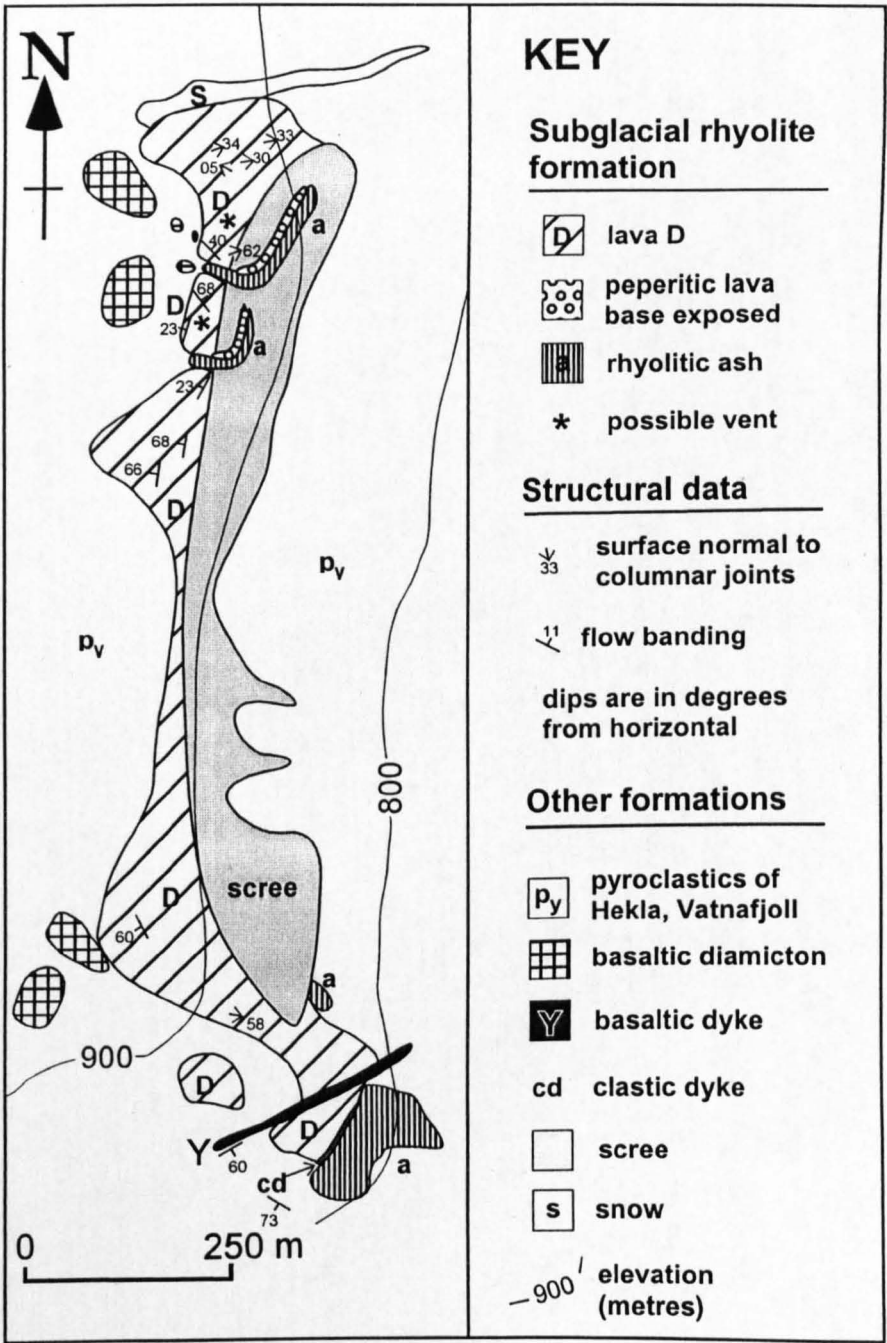 N
S
34
33
05
30
D
a
40
62
68
D
23
a
23
68
66
D
pv
pv
800
D
scree
60
a
58
900
D
D
Y
60
a
cd
73
0 250 m
KEY
Subglacial rhyolite
formation
D lava D
peperitic lava
base exposed
a rhyolitic ash
* possible vent
Structural data
33 surface normal to
columnar joints
11 flow banding
dips are in degrees
from horizontal
Other formations
py pyroclastics of
Hekla, Vatnafjoll
basaltic diamicton
Y basaltic dyke
cd clastic dyke
scree
s snow
900 elevation
(metres)